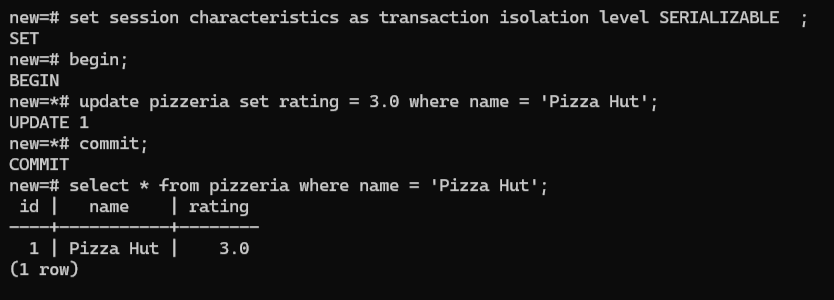 new=# set session characteristics as transaction isolation level SERIALIZABLE  ;
SET
new=# begin;
BEGIN
new=*# update pizzeria set rating = 3.0 where name = 'Pizza Hut';
UPDATE 1
new=*# commit;
COMMIT
new=# select * from pizzeria where name = 'Pizza Hut';
 id |   name    | rating
----+-----------+--------
  1 | Pizza Hut |    3.0
(1 row)